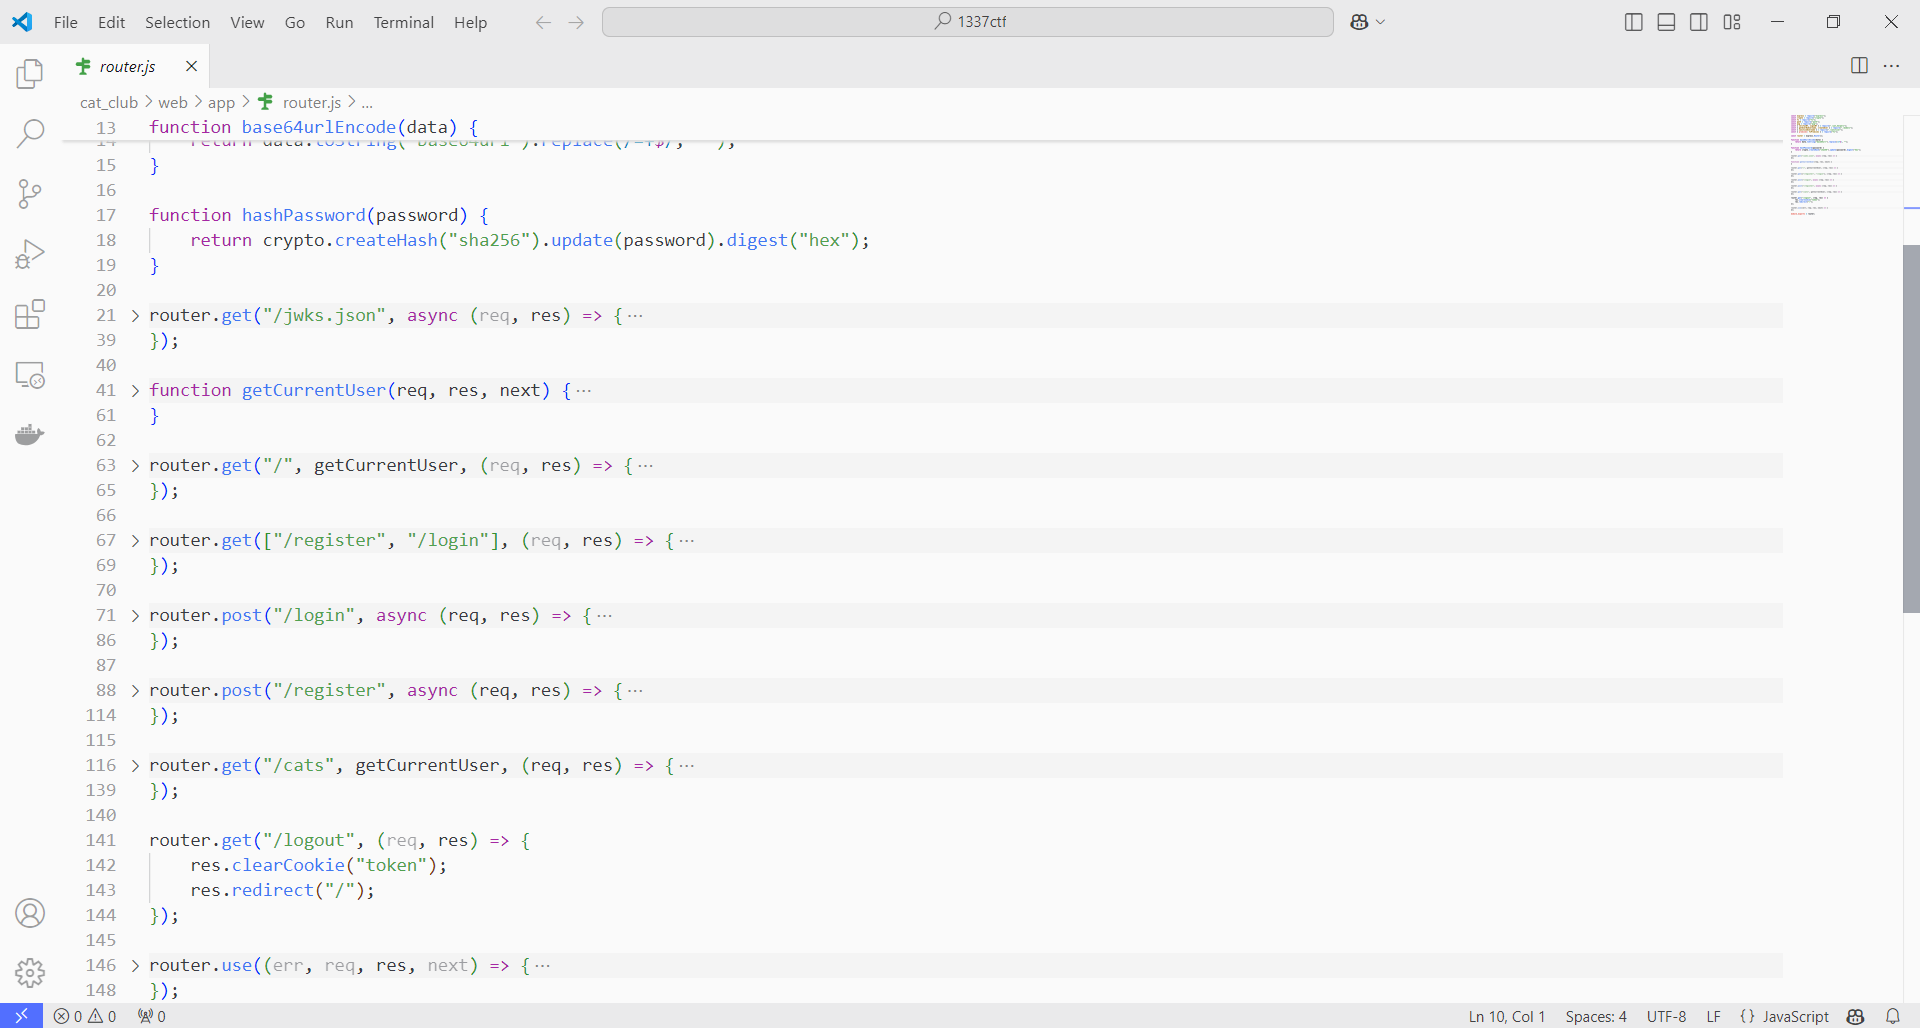 File Edit Selection View Go Run Terminal Help
1337ctf
router.js
cat_club > web > app > router.js > ...
13 function base64urlEncode(data) {
15 }
16
17 function hashPassword(password) {
18 return crypto.createHash("sha256").update(password).digest("hex");
19 }
20
21 router.get("/jwks.json", async (req, res) => { ...
39 });
40
41 function getCurrentUser(req, res, next) { ...
61 }
62
63 router.get("/", getCurrentUser, (req, res) => { ...
65 });
66
67 router.get(["/register", "/login"], (req, res) => { ...
69 });
70
71 router.post("/login", async (req, res) => { ...
86 });
87
88 router.post("/register", async (req, res) => { ...
114 });
115
116 router.get("/cats", getCurrentUser, (req, res) => { ...
139 });
140
141 router.get("/logout", (req, res) => {
142 res.clearCookie("token");
143 res.redirect("/");
144 });
145
146 router.use((err, req, res, next) => { ...
148 });
0 0 0 Ln 10, Col 1 Spaces: 4 UTF-8 LF {} JavaScript